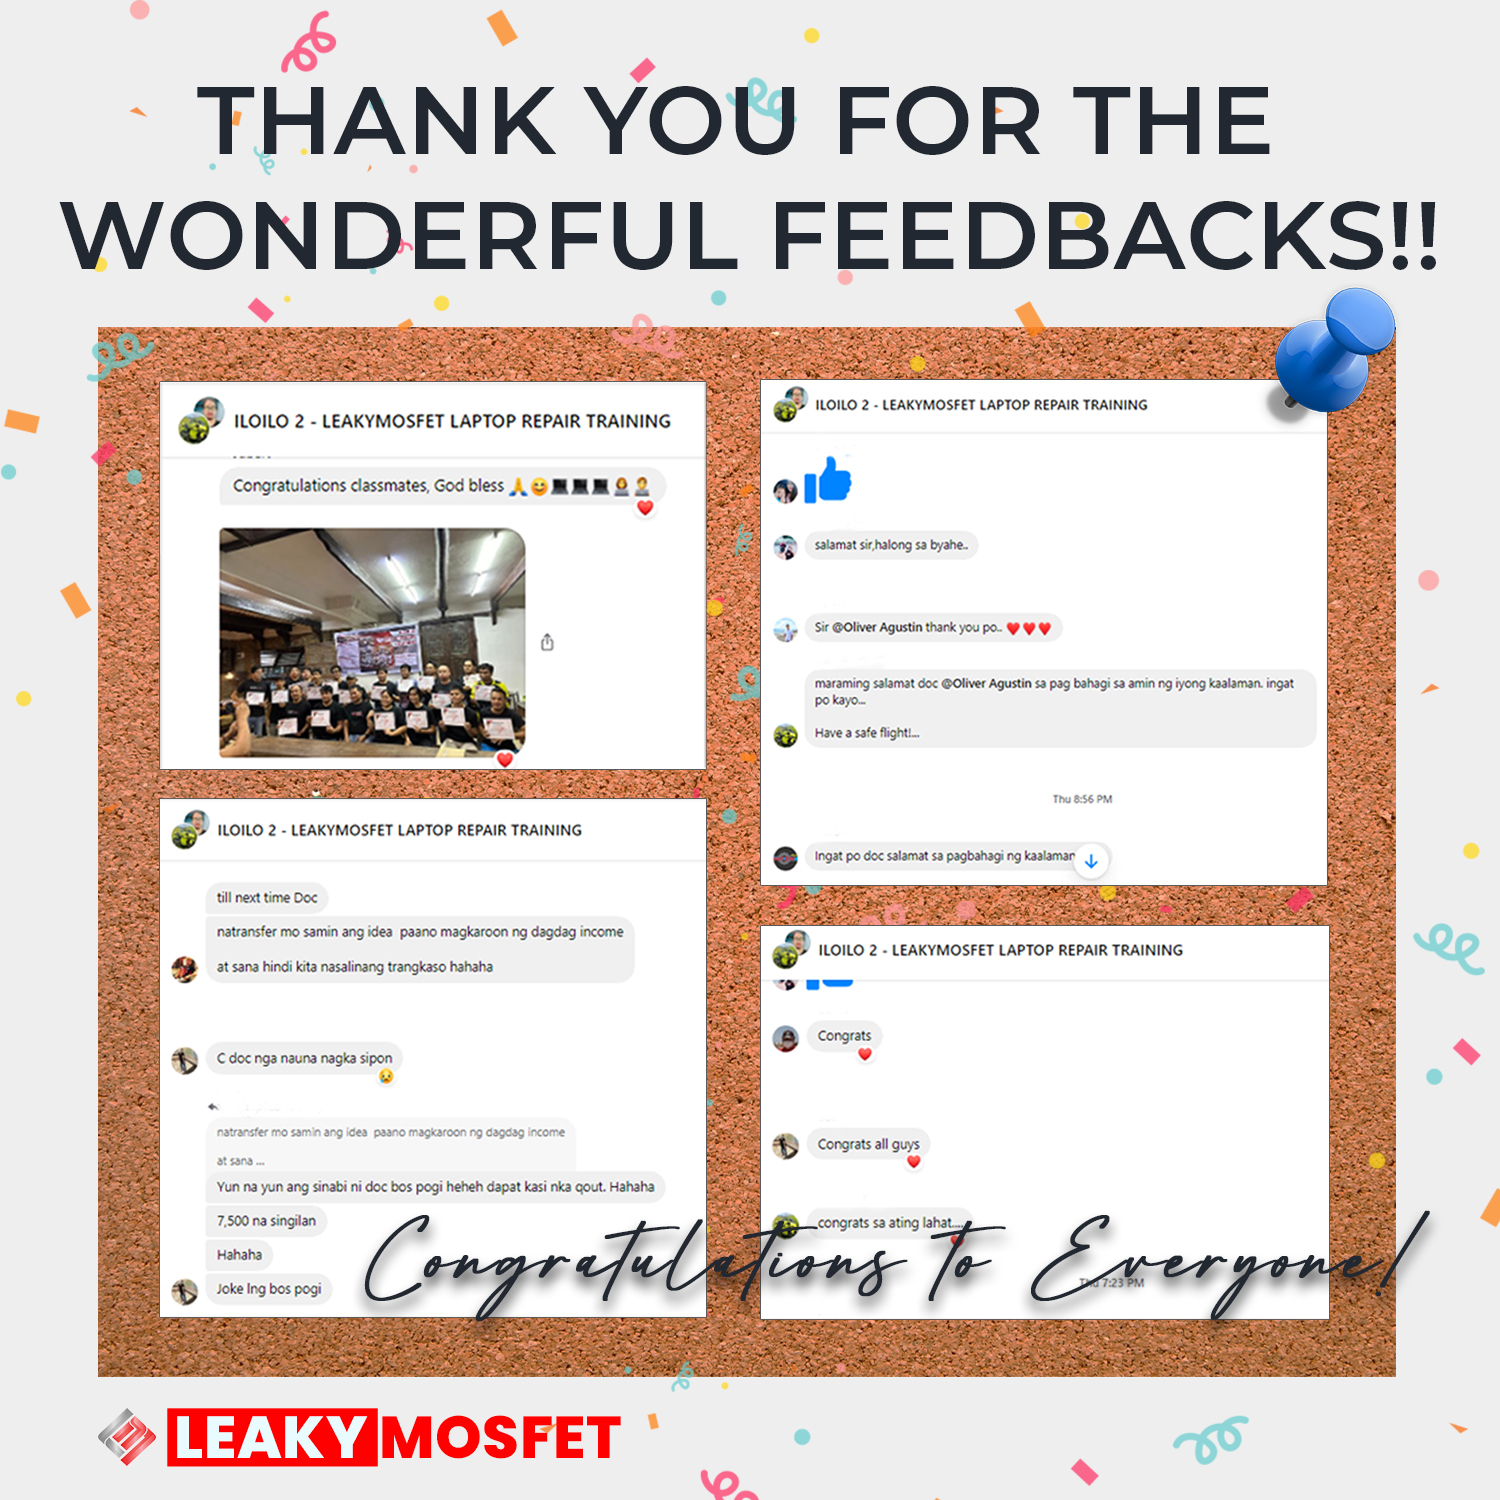 THANK YOU FOR THE
WONDERFUL FEEDBACKS!!
ILOILO 2 - LEAKYMOSFET LAPTOP REPAIR TRAINING
Congratulations classmates, God bless 🙏😊💻💻💻👩‍💼🤦
ILOILO 2 - LEAKYMOSFET LAPTOP REPAIR TRAINING
till next time Doc
natransfer mo samin ang idea  paano magkaroon ng dagdag income
at sana hindi kita nasalinang trangkaso hahaha
C doc nga nauna nagka sipon
natransfer mo samin ang idea  paano magkaroon ng dagdag income
at sana ...
Yun na yun ang sinabi ni doc bos pogi heheh dapat kasi nka qout. Hahaha
7,500 na singilan
Hahaha
Joke lng bos pogi
ILOILO 2 - LEAKYMOSFET LAPTOP REPAIR TRAINING
salamat sir,halong sa byahe..
Sir @Oliver Agustin thank you po.. ❤️❤️❤️
maraming salamat doc @Oliver Agustin sa pag bahagi sa amin ng iyong kaalaman. ingat
po kayo...
Have a safe flight!...
Thu 8:56 PM
Ingat po doc salamat sa pagbahagi ng kaalaman
ILOILO 2 - LEAKYMOSFET LAPTOP REPAIR TRAINING
Congrats
Congrats all guys
congrats sa ating lahat....
Thu 7:23 PM
Congratulations to Everyone!
LEAKYMOSFET